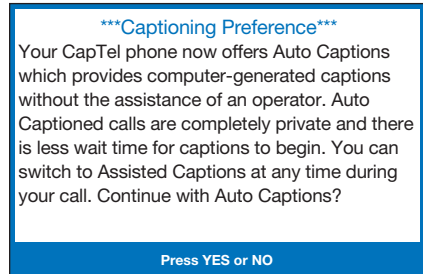 ***Captioning Preference***
Your CapTel phone now offers Auto Captions
which provides computer-generated captions
without the assistance of an operator. Auto
Captioned calls are completely private and there
is less wait time for captions to begin. You can
switch to Assisted Captions at any time during
your call. Continue with Auto Captions?
Press YES or NO